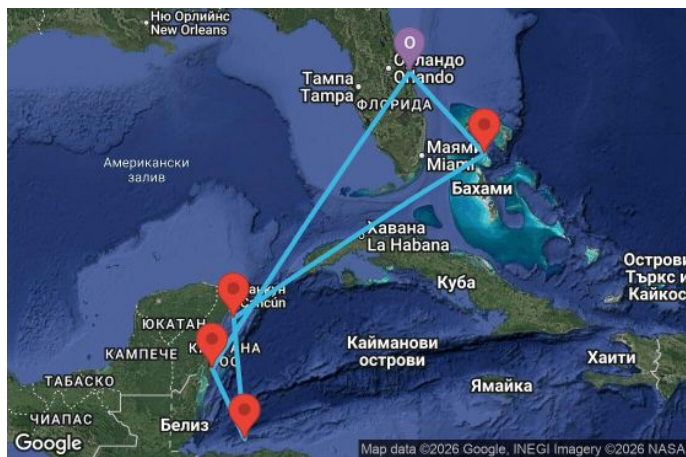 Ню Орлийнс
New Orleans
O
Орландо
Orlando
Тампа
Tampa
ФЛОРИДА
Американски
залив
Маями
Miami
Бахами
Хавана
La Habana
Cancún
Куба
Острови
Търкс и
Кайкос
ЮКАТАН
КАМПЕЧЕ
Кайманови
острови
Хаити
ТАБАСКО
Ямайка
ЧИАПАС
Белиз
Google
Map data ©2026 Google, INEGI Imagery ©2026 NASA